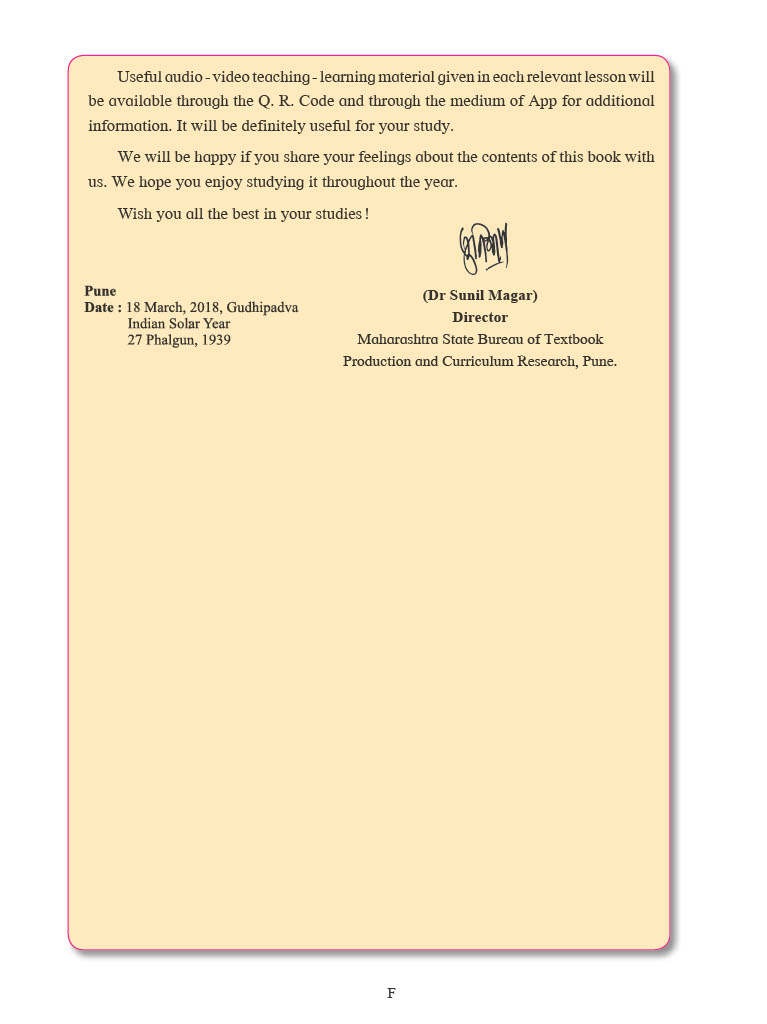 Useful audio - video teaching - learning material given in each relevant lesson will
be available through the Q. R. Code and through the medium of App for additional
information. It will be definitely useful for your study.
We will be happy if you share your feelings about the contents of this book with
us. We hope you enjoy studying it throughout the year.
Wish you all the best in your studies !
Pune
Date : 18 March, 2018, Gudhipadva
Indian Solar Year
27 Phalgun, 1939
(Dr Sunil Magar)
Director
Maharashtra State Bureau of Textbook
Production and Curriculum Research, Pune.
F